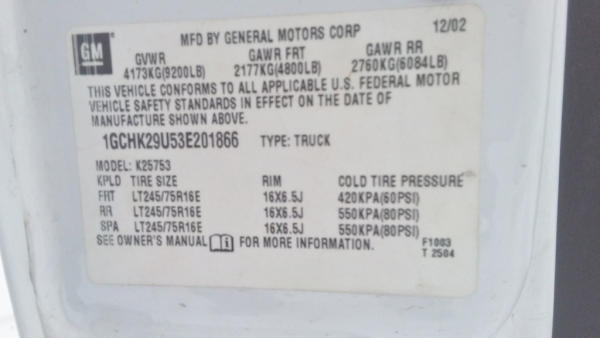 GM
MFD BY GENERAL MOTORS CORP 12/02
GVWR GAWR FRT GAWR RR
4173KG(9200LB) 2177KG(4800LB) 2760KG(6084LB)
THIS VEHICLE CONFORMS TO ALL APPLICABLE U.S. FEDERAL MOTOR
VEHICLE SAFETY STANDARDS IN EFFECT ON THE DATE OF
MANUFACTURE SHOWN ABOVE.
1GCHK29U53E201866 TYPE: TRUCK
MODEL: K25753
KPLD TIRE SIZE RIM COLD TIRE PRESSURE
FRT LT245/75R16E 16X6.5J 420KPA(60PSI)
RR LT245/75R16E 16X6.5J 550KPA(80PSI)
SPA LT245/75R16E 16X6.5J 550KPA(80PSI)
SEE OWNER'S MANUAL FOR MORE INFORMATION. F1003
T 2504